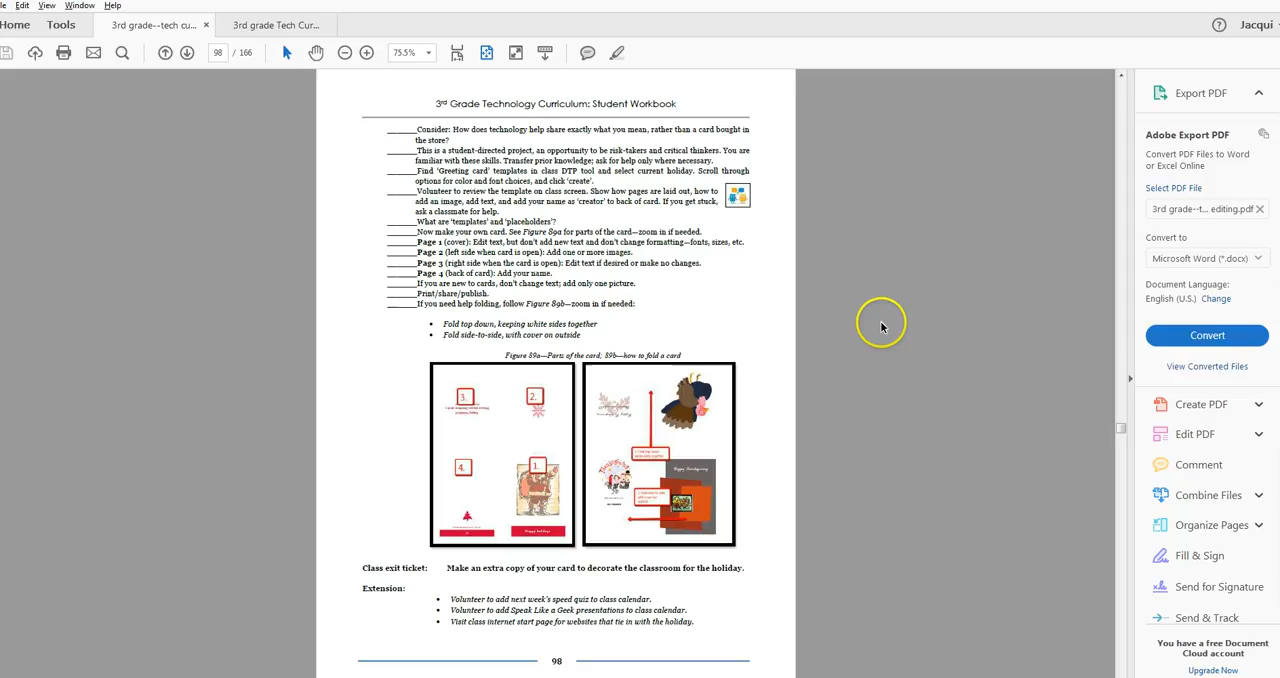 le Edit View Window Help
Home Tools 3rd grade--tech cu... × 3rd grade Tech Cur... Jacqui
98 / 166 75.5%
3rd Grade Technology Curriculum: Student Workbook
______Consider: How does technology help share exactly what you mean, rather than a card bought in
the store?
______This is a student-directed project, an opportunity to be risk-takers and critical thinkers. You are
familiar with these skills. Transfer prior knowledge; ask for help only where necessary.
______Find ‘Greeting card’ templates in class DTP tool and select current holiday. Scroll through
options for color and font choices, and click ‘create’.
______Volunteer to review the template on class screen. Show how pages are laid out, how to
add an image, add text, and add your name as ‘creator’ to back of card. If you get stuck,
ask a classmate for help.
______What are ‘templates’ and ‘placeholders’?
______Now make your own card. See Figure 89a for parts of the card—zoom in if needed.
______Page 1 (cover): Edit text, but don’t add new text and don’t change formatting—fonts, sizes, etc.
______Page 2 (left side when card is open): Add one or more images.
______Page 3 (right side when the card is open): Edit text if desired or make no changes.
______Page 4 (back of card): Add your name.
______If you are new to cards, don’t change text; add only one picture.
______Print/share/publish.
______If you need help folding, follow Figure 89b—zoom in if needed:
• Fold top down, keeping white sides together
• Fold side-to-side, with cover on outside
Figure 89a—Parts of the card; 89b—how to fold a card
3. 2.
4. 1.
Happy Holidays
Happy Thanksgiving
Class exit ticket: Make an extra copy of your card to decorate the classroom for the holiday.
Extension:
• Volunteer to add next week’s speed quiz to class calendar.
• Volunteer to add Speak Like a Geek presentations to class calendar.
• Visit class internet start page for websites that tie in with the holiday.
98
Export PDF
Adobe Export PDF
Convert PDF Files to Word
or Excel Online
Select PDF File
3rd grade--t... editing.pdf ×
Convert to
Microsoft Word (*.docx)
Document Language:
English (U.S.) Change
Convert
View Converted Files
Create PDF
Edit PDF
Comment
Combine Files
Organize Pages
Fill & Sign
Send for Signature
Send & Track
You have a free Document
Cloud account
Upgrade Now